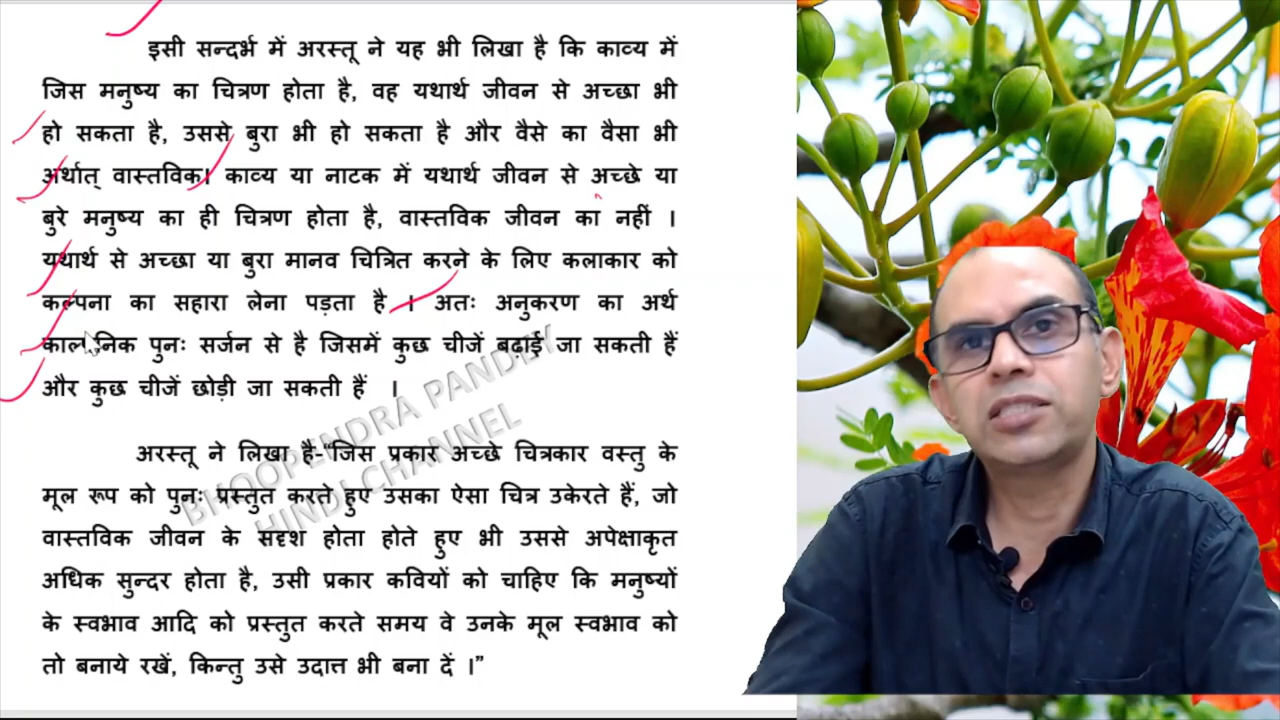 इसी सन्दर्भ में अरस्तू ने यह भी लिखा है कि काव्य में
जिस मनुष्य का चित्रण होता है, वह यथार्थ जीवन से अच्छा भी
हो सकता है, उससे बुरा भी हो सकता है और वैसे का वैसा भी
अर्थात् वास्तविक। काव्य या नाटक में यथार्थ जीवन से अच्छे या
बुरे मनुष्य का ही चित्रण होता है, वास्तविक जीवन का नहीं ।
यथार्थ से अच्छा या बुरा मानव चित्रित करने के लिए कलाकार को
कल्पना का सहारा लेना पड़ता है । अतः अनुकरण का अर्थ
काल्पनिक पुनः सर्जन से है जिसमें कुछ चीजें बढ़ाई जा सकती हैं
और कुछ चीजें छोड़ी जा सकती हैं ।
अरस्तू ने लिखा है-“जिस प्रकार अच्छे चित्रकार वस्तु के
मूल रूप को पुनः प्रस्तुत करते हुए उसका ऐसा चित्र उकेरते हैं, जो
वास्तविक जीवन के सदृश होता होते हुए भी उससे अपेक्षाकृत
अधिक सुन्दर होता है, उसी प्रकार कवियों को चाहिए कि मनुष्यों
के स्वभाव आदि को प्रस्तुत करते समय वे उनके मूल स्वभाव को
तो बनाये रखें, किन्तु उसे उदात्त भी बना दें ।”
BHOOPENDRA PANDEY
HINDI CHANNEL